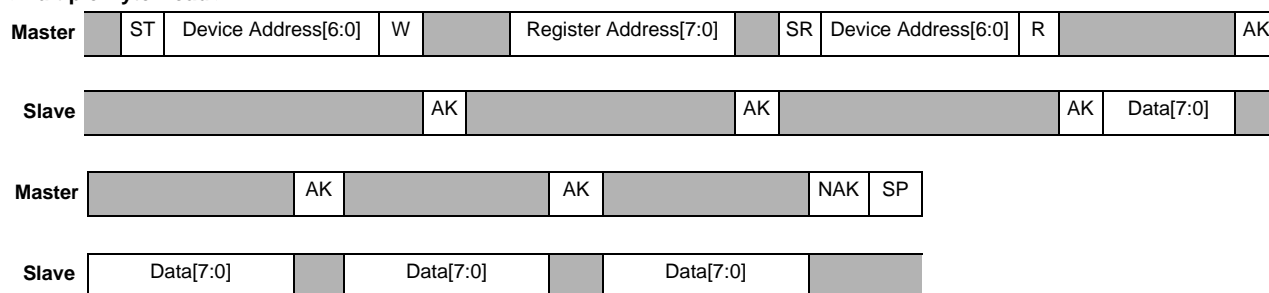 Master ST Device Address[6:0] W Register Address[7:0] SR Device Address[6:0] R AK
Slave AK AK AK Data[7:0]
Master AK AK NAK SP
Slave Data[7:0] Data[7:0] Data[7:0]